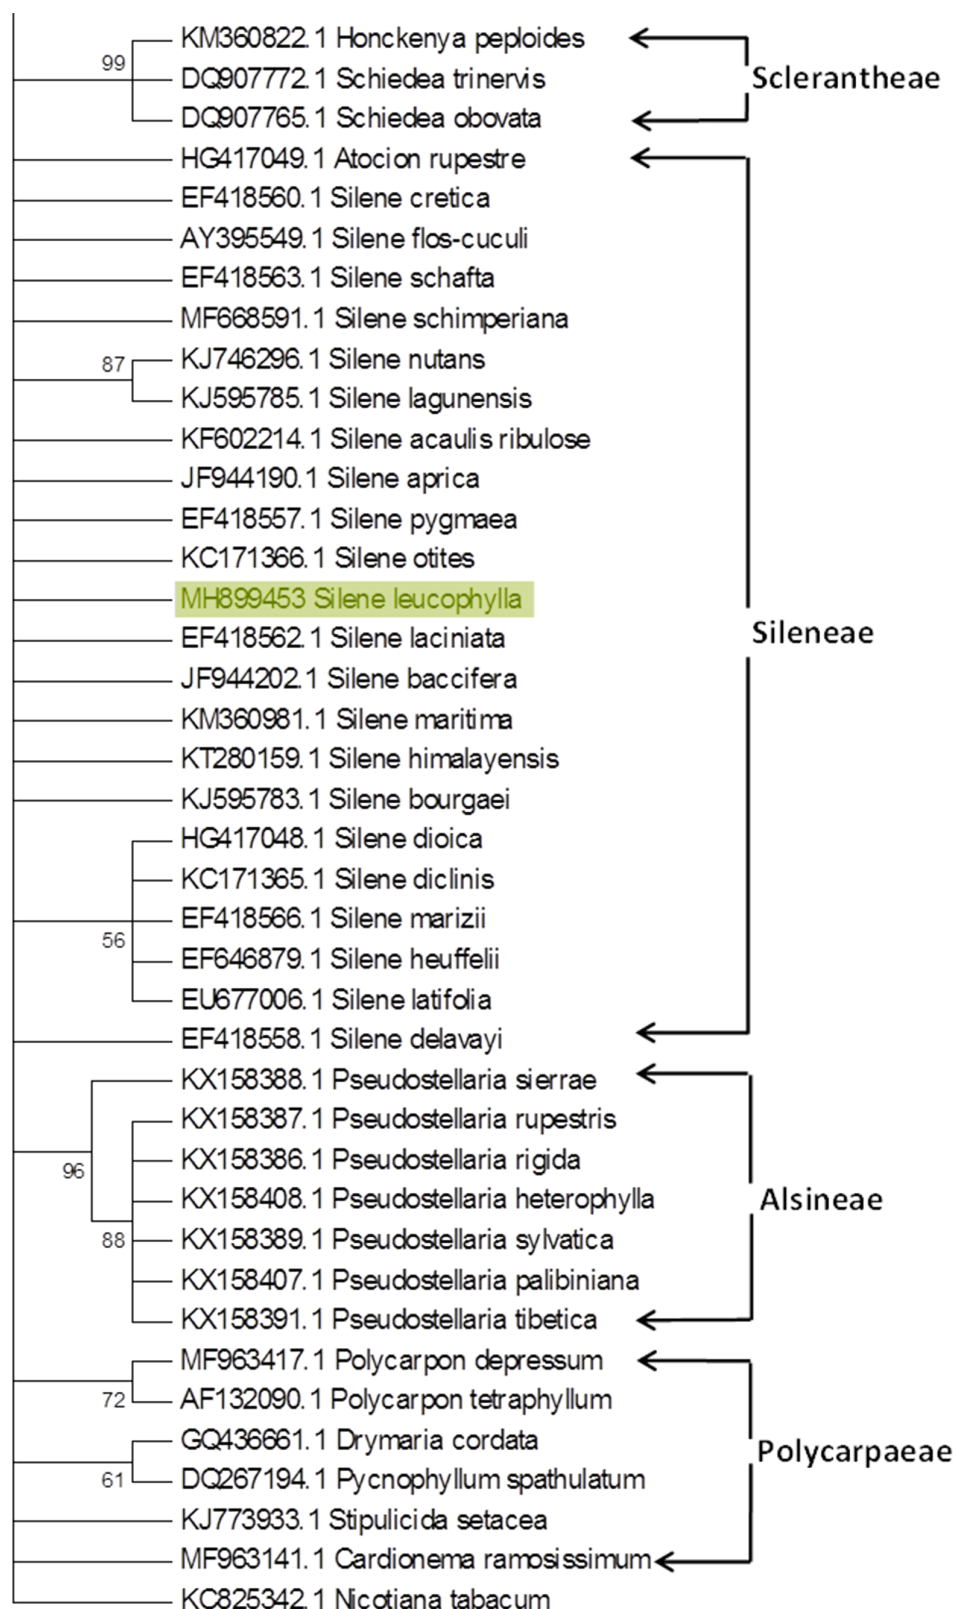 99
KM360822.1 Honckenya peploides
DQ907772.1 Schiedea trinervis
DQ907765.1 Schiedea obovata
Sclerantheae
HG417049.1 Atocion rupestre
EF418560.1 Silene cretica
AY395549.1 Silene flos-cuculi
EF418563.1 Silene schafta
MF668591.1 Silene schimperiana
87
KJ746296.1 Silene nutans
KJ595785.1 Silene lagunensis
KF602214.1 Silene acaulis ribulose
JF944190.1 Silene aprica
EF418557.1 Silene pygmaea
KC171366.1 Silene otites
MH899453 Silene leucophylla
EF418562.1 Silene laciniata
Sileneae
JF944202.1 Silene baccifera
KM360981.1 Silene maritima
KT280159.1 Silene himalayensis
KJ595783.1 Silene bourgaei
HG417048.1 Silene dioica
KC171365.1 Silene diclinis
EF418566.1 Silene marizii
56
EF646879.1 Silene heuffelii
EU677006.1 Silene latifolia
EF418558.1 Silene delavayi
KX158388.1 Pseudostellaria sierrae
KX158387.1 Pseudostellaria rupestris
KX158386.1 Pseudostellaria rigida
96
KX158408.1 Pseudostellaria heterophylla
Alsineae
KX158389.1 Pseudostellaria sylvatica
88
KX158407.1 Pseudostellaria palibiniana
KX158391.1 Pseudostellaria tibetica
MF963417.1 Polycarpon depressum
72
AF132090.1 Polycarpon tetraphyllum
GQ436661.1 Drymaria cordata
Polycarpaeae
61
DQ267194.1 Pycnophyllum spathulatum
KJ773933.1 Stipulicida setacea
MF963141.1 Cardionema ramosissimum
KC825342.1 Nicotiana tabacum